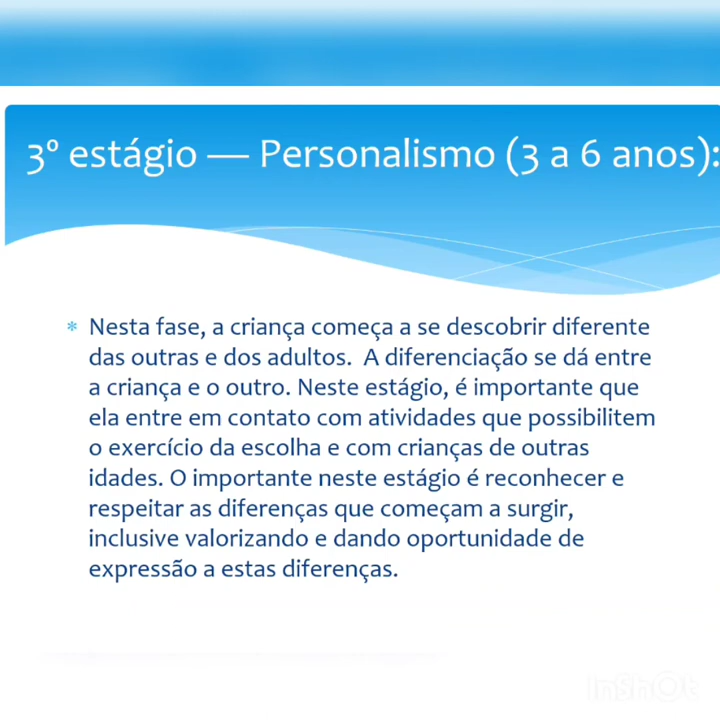 3º estágio — Personalismo (3 a 6 anos):
* Nesta fase, a criança começa a se descobrir diferente
das outras e dos adultos. A diferenciação se dá entre
a criança e o outro. Neste estágio, é importante que
ela entre em contato com atividades que possibilitem
o exercício da escolha e com crianças de outras
idades. O importante neste estágio é reconhecer e
respeitar as diferenças que começam a surgir,
inclusive valorizando e dando oportunidade de
expressão a estas diferenças.
InShOt